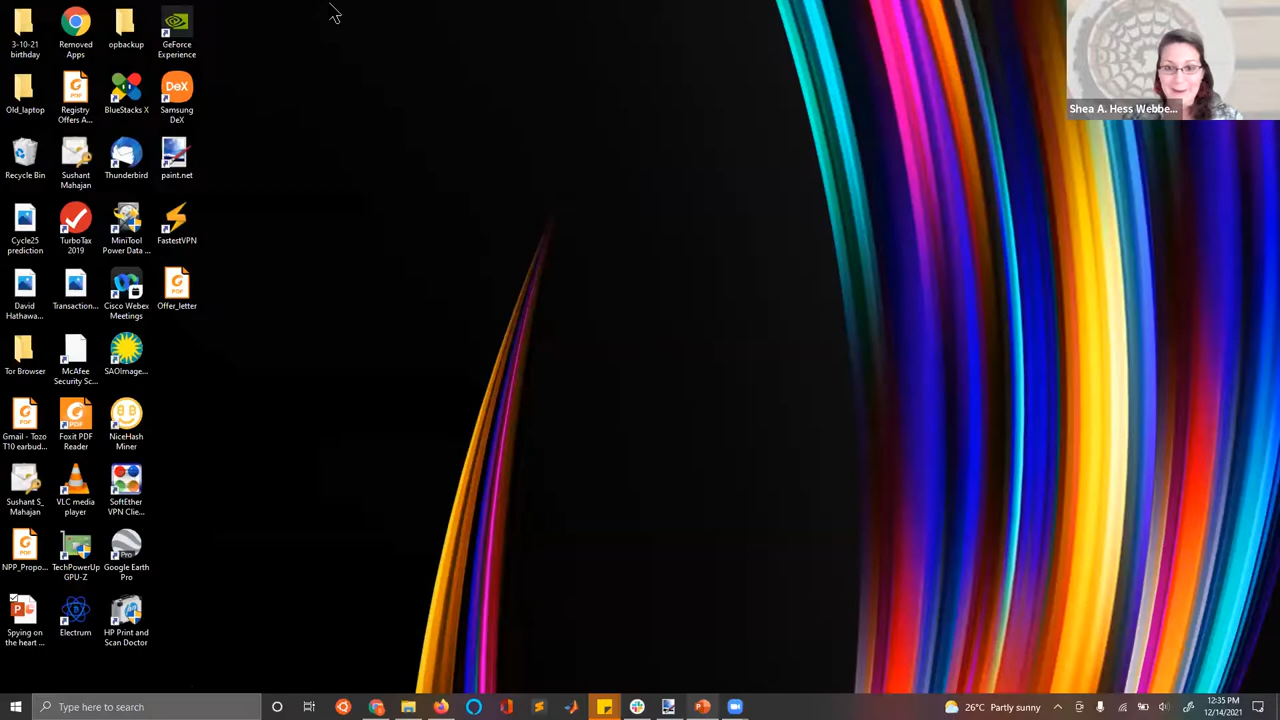 3-10-21
birthday
Removed
Apps
opbackup
GeForce
Experience
Old_laptop
Registry
Offers A...
BlueStacks X
DeX
Samsung
DeX
Recycle Bin
Sushant
Mahajan
Thunderbird
paint.net
Cycle25
prediction
TurboTax
2019
MiniTool
Power Data ...
FastestVPN
David
Hathawa...
Transaction...
Cisco Webex
Meetings
PDF
Offer_letter
Tor Browser
McAfee
Security Sc...
SAOImage...
Gmail - Tozo
T10 earbud...
PDF
Foxit PDF
Reader
NiceHash
Miner
Sushant S_
Mahajan
VLC media
player
SoftEther
VPN Clie...
NPP_Propo...
TechPowerUp
GPU-Z
Pro
Google Earth
Pro
Spying on
the heart ...
Electrum
HP Print and
Scan Doctor
Shea A. Hess Webbe...
Type here to search
26°C Partly sunny
12:35 PM
12/14/2021